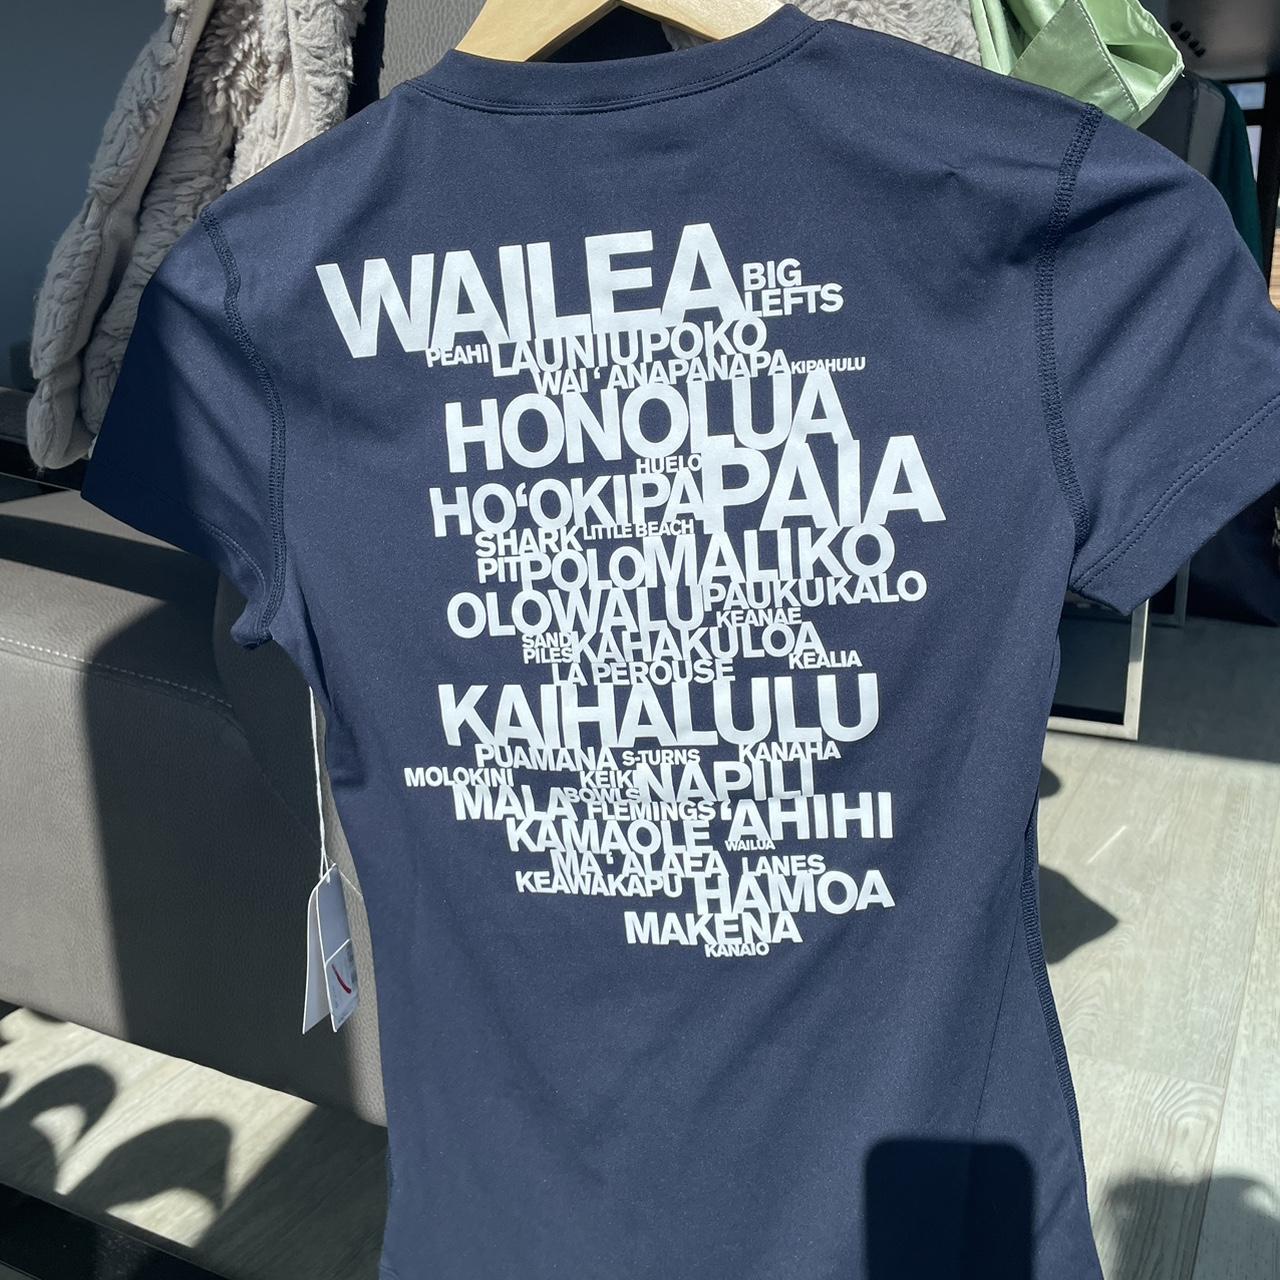 WAILEA BIG LEFTS
PEAHI LAUNIUPOKO
WAI‘ANAPANAPA KIPAHULU
HONOLUA
HUELO
HO‘OKIPA PAIA
SHARK PIT LITTLE BEACH
POLO MALIKO
OLOWALU PAUKUKALO
KEANAE
SAND PILES KAHAKULOA
LA PEROUSE KEALIA
KAIHALULU
PUAMANA S-TURNS KANAHA
MOLOKINI KEIKI BOWLS NAPILI
MALA FLEMINGS ‘AHIHI
KAMAOLE WAILUA
MA‘ALAEA LANES
KEAWAKAPU HAMOA
MAKENA
KANAIO